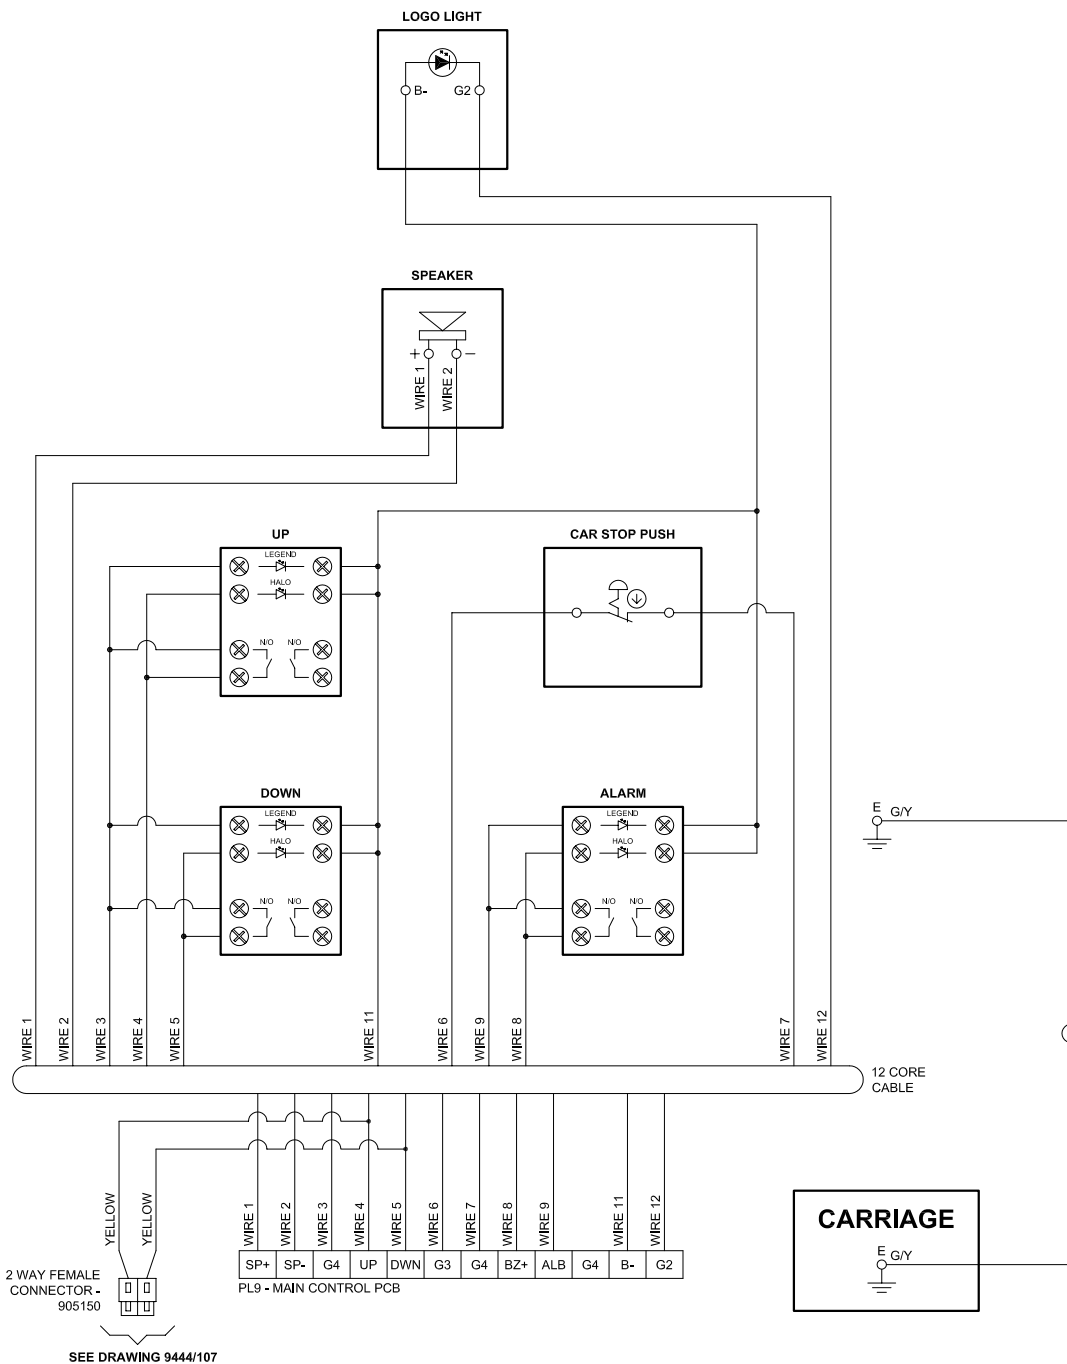 LOGO LIGHT
B- G2
SPEAKER
+ −
WIRE 1 WIRE 2
UP
LEGEND
HALO
N/O N/O
CAR STOP PUSH
DOWN
LEGEND
HALO
N/O N/O
ALARM
LEGEND
HALO
N/O N/O
E G/Y
WIRE 1 WIRE 2 WIRE 3 WIRE 4 WIRE 5 WIRE 11 WIRE 6 WIRE 9 WIRE 8 WIRE 7 WIRE 12
12 CORE
CABLE
YELLOW YELLOW
WIRE 1 WIRE 2 WIRE 3 WIRE 4 WIRE 5 WIRE 6 WIRE 7 WIRE 8 WIRE 9 WIRE 11 WIRE 12
SP+ SP- G4 UP DWN G3 G4 BZ+ ALB G4 B- G2
PL9 - MAIN CONTROL PCB
2 WAY FEMALE
CONNECTOR -
905150
SEE DRAWING 9444/107
CARRIAGE
E G/Y